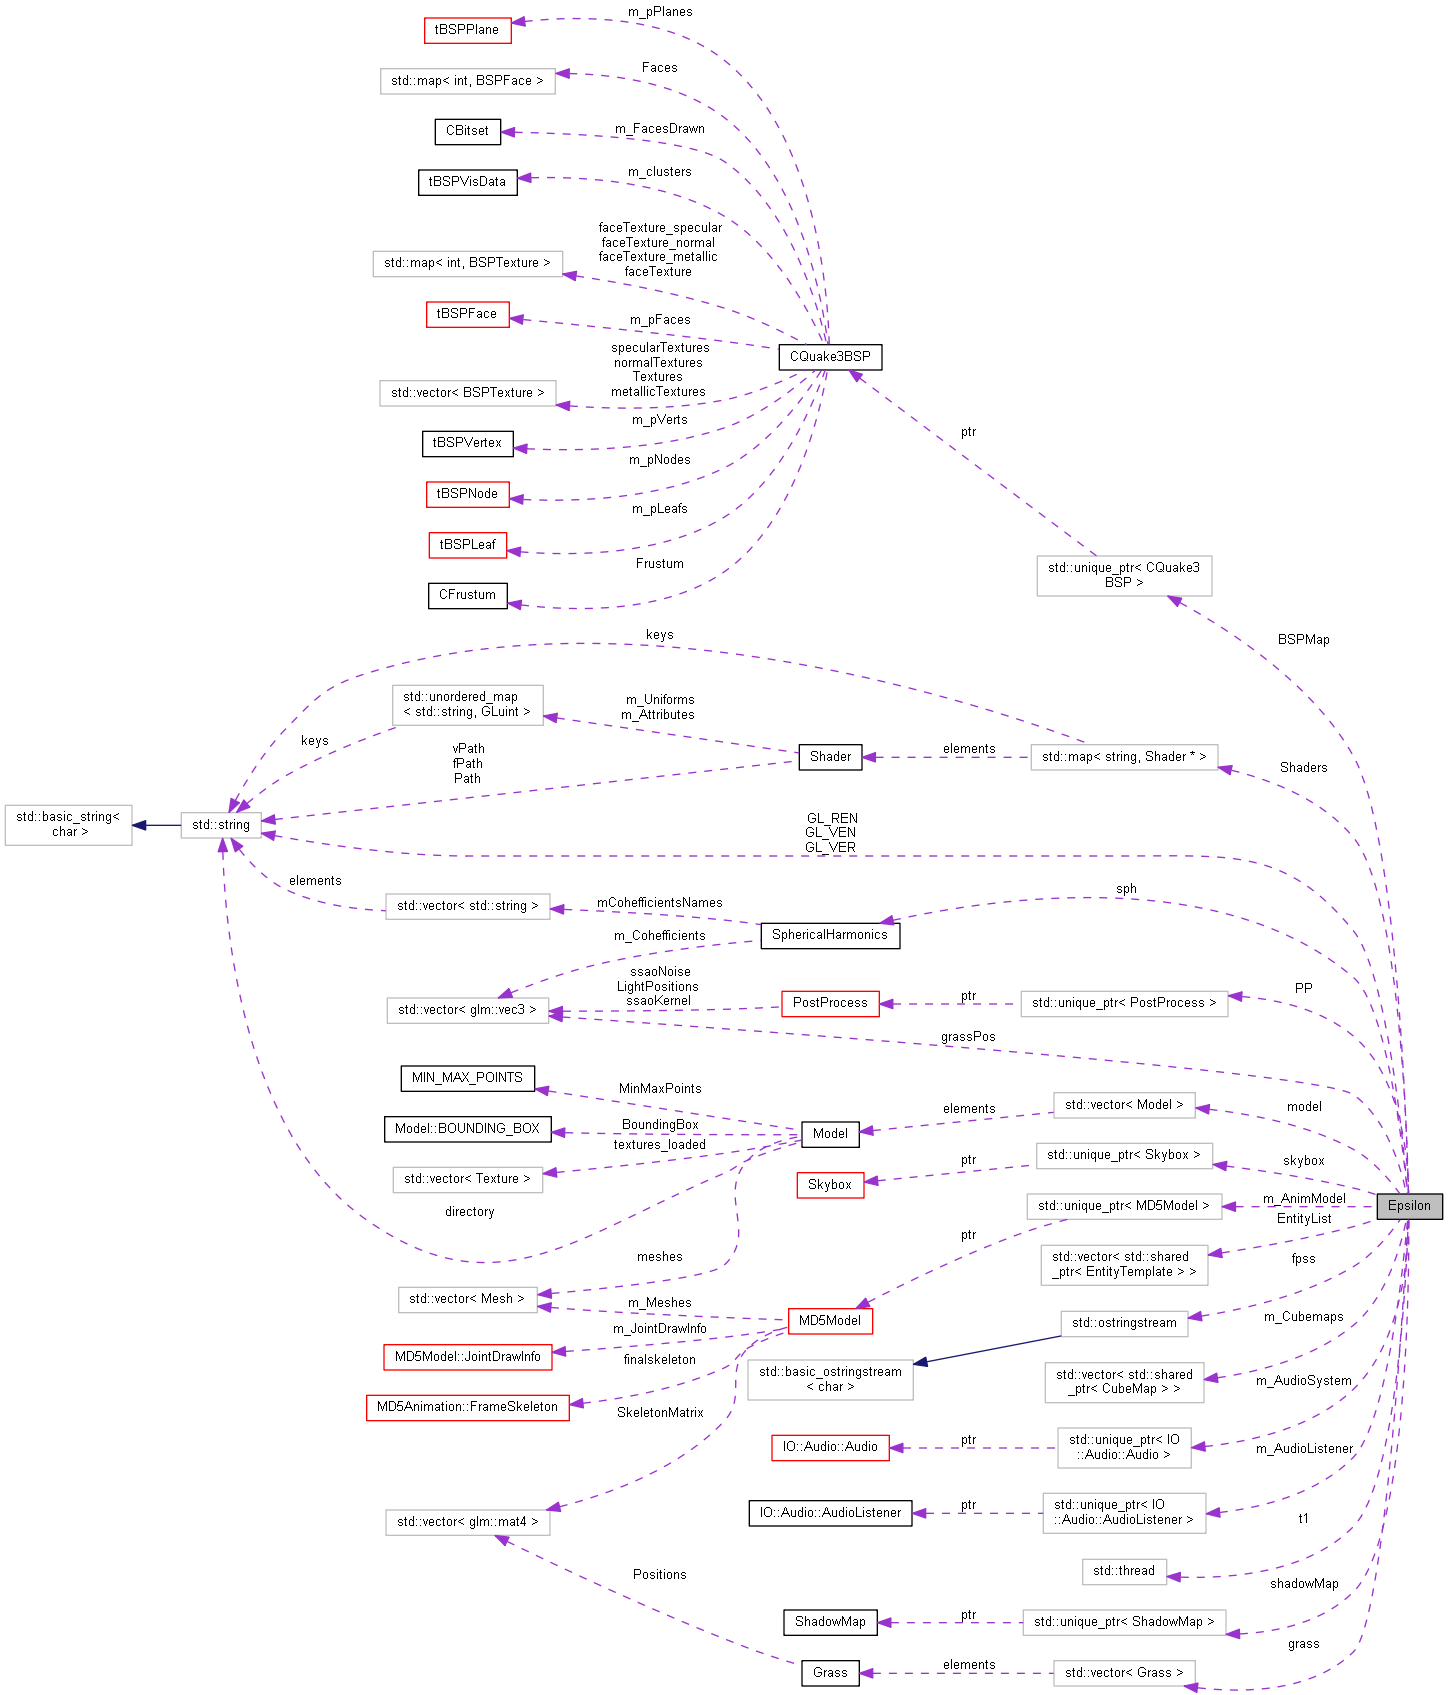 m_pPlanes
tBSPPlane
Faces
std::map< int, BSPFace >
m_FacesDrawn
CBitset
m_clusters
tBSPVisData
faceTexture_specular
faceTexture_normal
faceTexture_metallic
faceTexture
std::map< int, BSPTexture >
tBSPFace
m_pFaces
specularTextures
normalTextures
Textures
metallicTextures
CQuake3BSP
std::vector< BSPTexture >
m_pVerts
tBSPVertex
ptr
m_pNodes
tBSPNode
m_pLeafs
tBSPLeaf
Frustum
CFrustum
std::unique_ptr< CQuake3
BSP >
BSPMap
keys
std::unordered_map
< std::string, GLuint >
m_Uniforms
m_Attributes
keys
vPath
fPath
Path
Shader
elements
std::map< string, Shader * >
Shaders
std::basic_string<
char >
std::string
GL_REN
GL_VEN
GL_VER
elements
std::vector< std::string >
mCohefficientsNames
sph
m_Cohefficients
SphericalHarmonics
ssaoNoise
LightPositions
ssaoKernel
std::vector< glm::vec3 >
PostProcess
ptr
std::unique_ptr< PostProcess >
PP
grassPos
MIN_MAX_POINTS
MinMaxPoints
elements
std::vector< Model >
model
Model::BOUNDING_BOX
BoundingBox
Model
textures_loaded
std::vector< Texture >
Skybox
ptr
std::unique_ptr< Skybox >
skybox
directory
m_AnimModel
std::unique_ptr< MD5Model >
Epsilon
EntityList
ptr
meshes
std::vector< std::shared
_ptr< EntityTemplate > >
fpss
std::vector< Mesh >
m_Meshes
MD5Model
std::ostringstream
m_Cubemaps
m_JointDrawInfo
MD5Model::JointDrawInfo
finalskeleton
std::basic_ostringstream
< char >
std::vector< std::shared
_ptr< CubeMap > >
m_AudioSystem
MD5Animation::FrameSkeleton
SkeletonMatrix
IO::Audio::Audio
ptr
std::unique_ptr< IO
::Audio::Audio >
m_AudioListener
std::vector< glm::mat4 >
IO::Audio::AudioListener
ptr
std::unique_ptr< IO
::Audio::AudioListener >
t1
std::thread
Positions
shadowMap
ShadowMap
ptr
std::unique_ptr< ShadowMap >
grass
Grass
elements
std::vector< Grass >